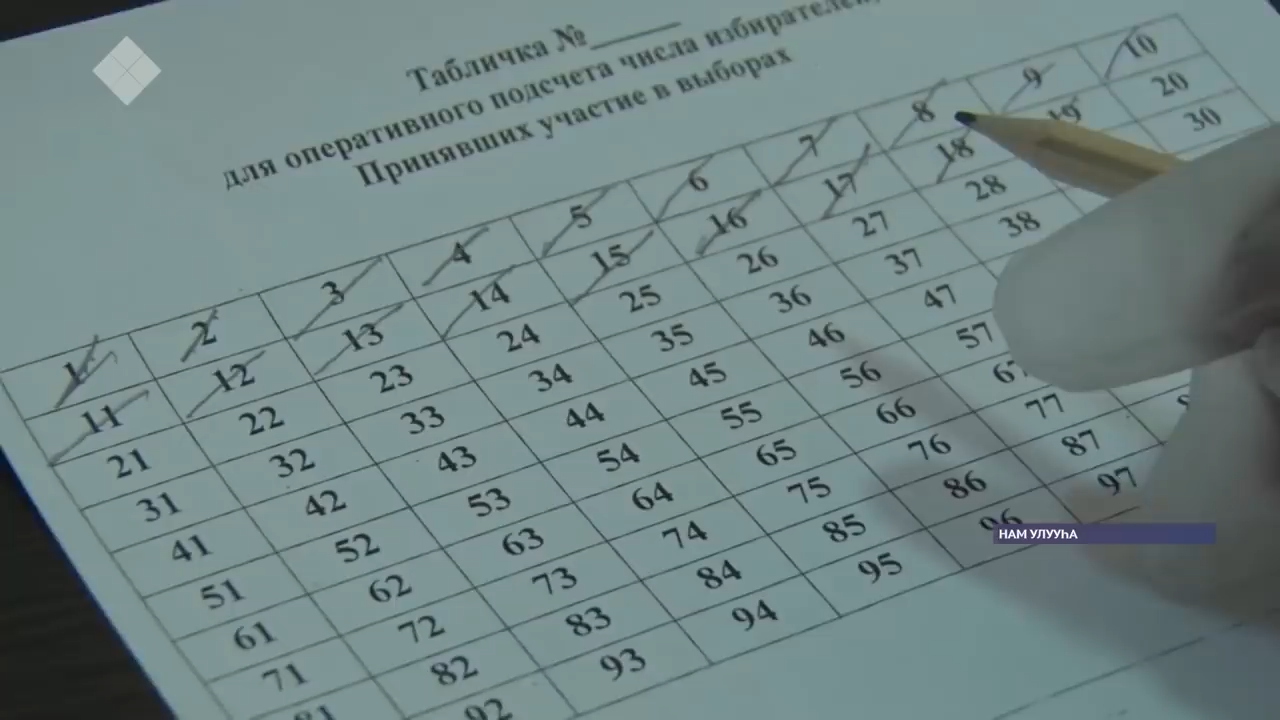 Табличка №______
для оперативного подсчета числа избирателей,
Принявших участие в выборах
1 2 3 4 5 6 7 8 9 10
11 12 13 14 15 16 17 18 19 20
21 22 23 24 25 26 27 28 30
31 32 33 34 35 36 37 38
41 42 43 44 45 46 47
51 52 53 54 55 56 57
61 62 63 64 65 66 67
71 72 73 74 75 76 77
81 82 83 84 85 86 87
92 93 94 95 96 97
НАМ УЛУУҺА